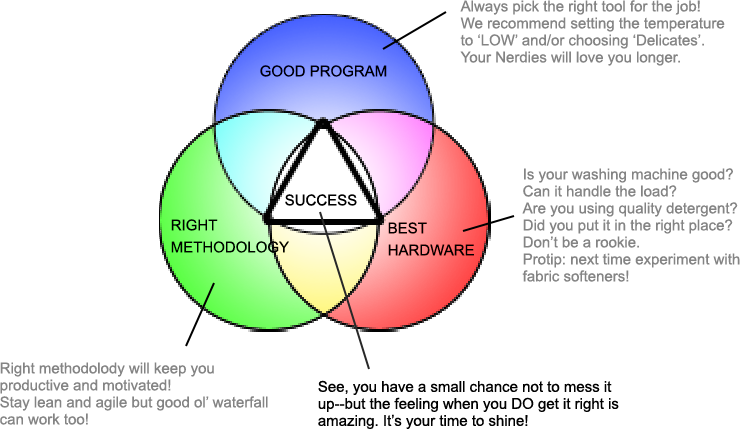 Always pick the right tool for the job!
We recommend setting the temperature
to ‘LOW’ and/or choosing ‘Delicates’.
Your Nerdies will love you longer.
GOOD PROGRAM
Is your washing machine good?
Can it handle the load?
Are you using quality detergent?
Did you put it in the right place?
Don’t be a rookie.
Protip: next time experiment with
fabric softeners!
SUCCESS
RIGHT
METHODOLOGY
BEST
HARDWARE
Right methodolody will keep you
productive and motivated!
Stay lean and agile but good ol’ waterfall
can work too!
See, you have a small chance not to mess it
up--but the feeling when you DO get it right is
amazing. It’s your time to shine!